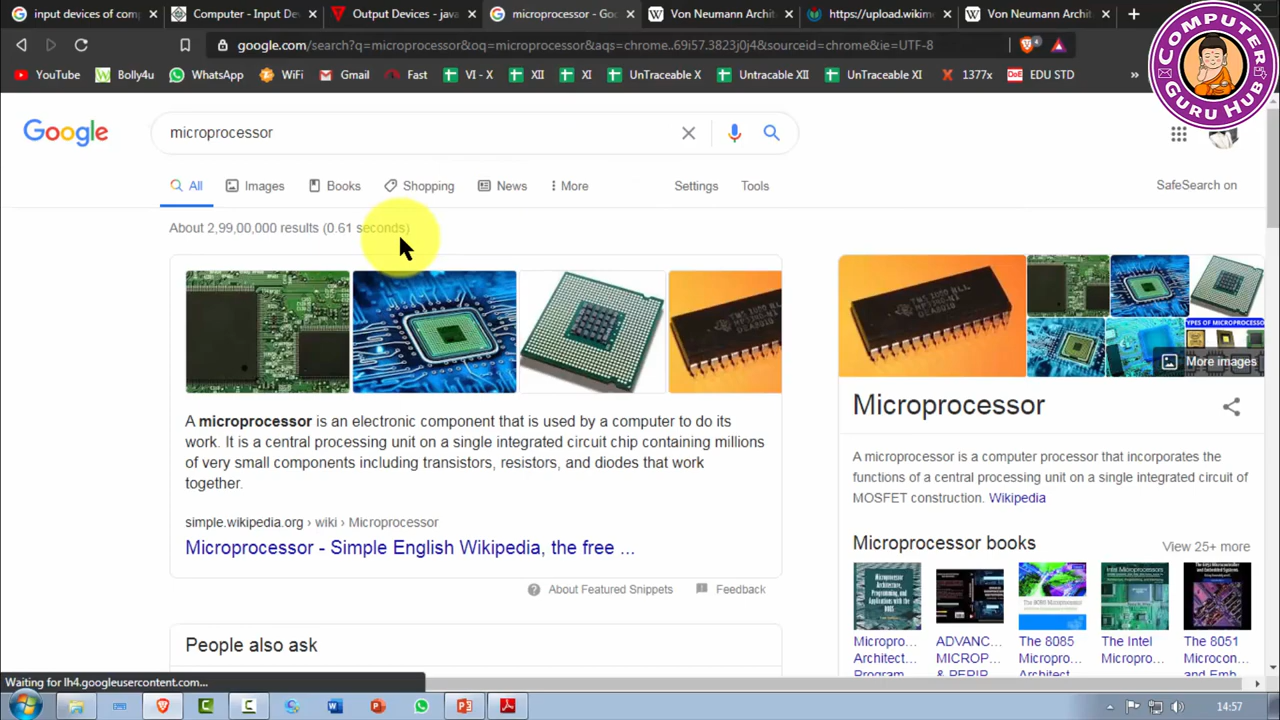 input devices of comp
Computer - Input De
Output Devices - java
microprocessor - Goo
Von Neumann Archit
https://upload.wikime
Von Neumann Archit
google.com/search?q=microprocessor&oq=microprocessor&aqs=chrome..69i57.3823j0j4&sourceid=chrome&ie=UTF-8
4
YouTube
Bolly4u
WhatsApp
WiFi
Gmail
Fast
VI - X
XII
XI
UnTraceable X
Untracable XII
UnTraceable XI
1377x
EDU STD
»
COMPUTER
GURU HUB
Google
microprocessor
All
Images
Books
Shopping
News
More
Settings
Tools
SafeSearch on
About 2,99,00,000 results (0.61 seconds)
A microprocessor is an electronic component that is used by a computer to do its
work. It is a central processing unit on a single integrated circuit chip containing millions
of very small components including transistors, resistors, and diodes that work
together.
simple.wikipedia.org › wiki › Microprocessor
Microprocessor - Simple English Wikipedia, the free ...
About Featured Snippets
Feedback
People also ask
TYPES OF MICROPROCESSO
More images
Microprocessor
A microprocessor is a computer processor that incorporates the
functions of a central processing unit on a single integrated circuit of
MOSFET construction. Wikipedia
Microprocessor books
View 25+ more
Micropro...
Architect...
Program
ADVANC...
MICROP...
& PERIP
The 8085
Micropro...
Architect
The Intel
Micropro...
The 8051
Microcon...
and Emb
Waiting for lh4.googleusercontent.com...
14:57